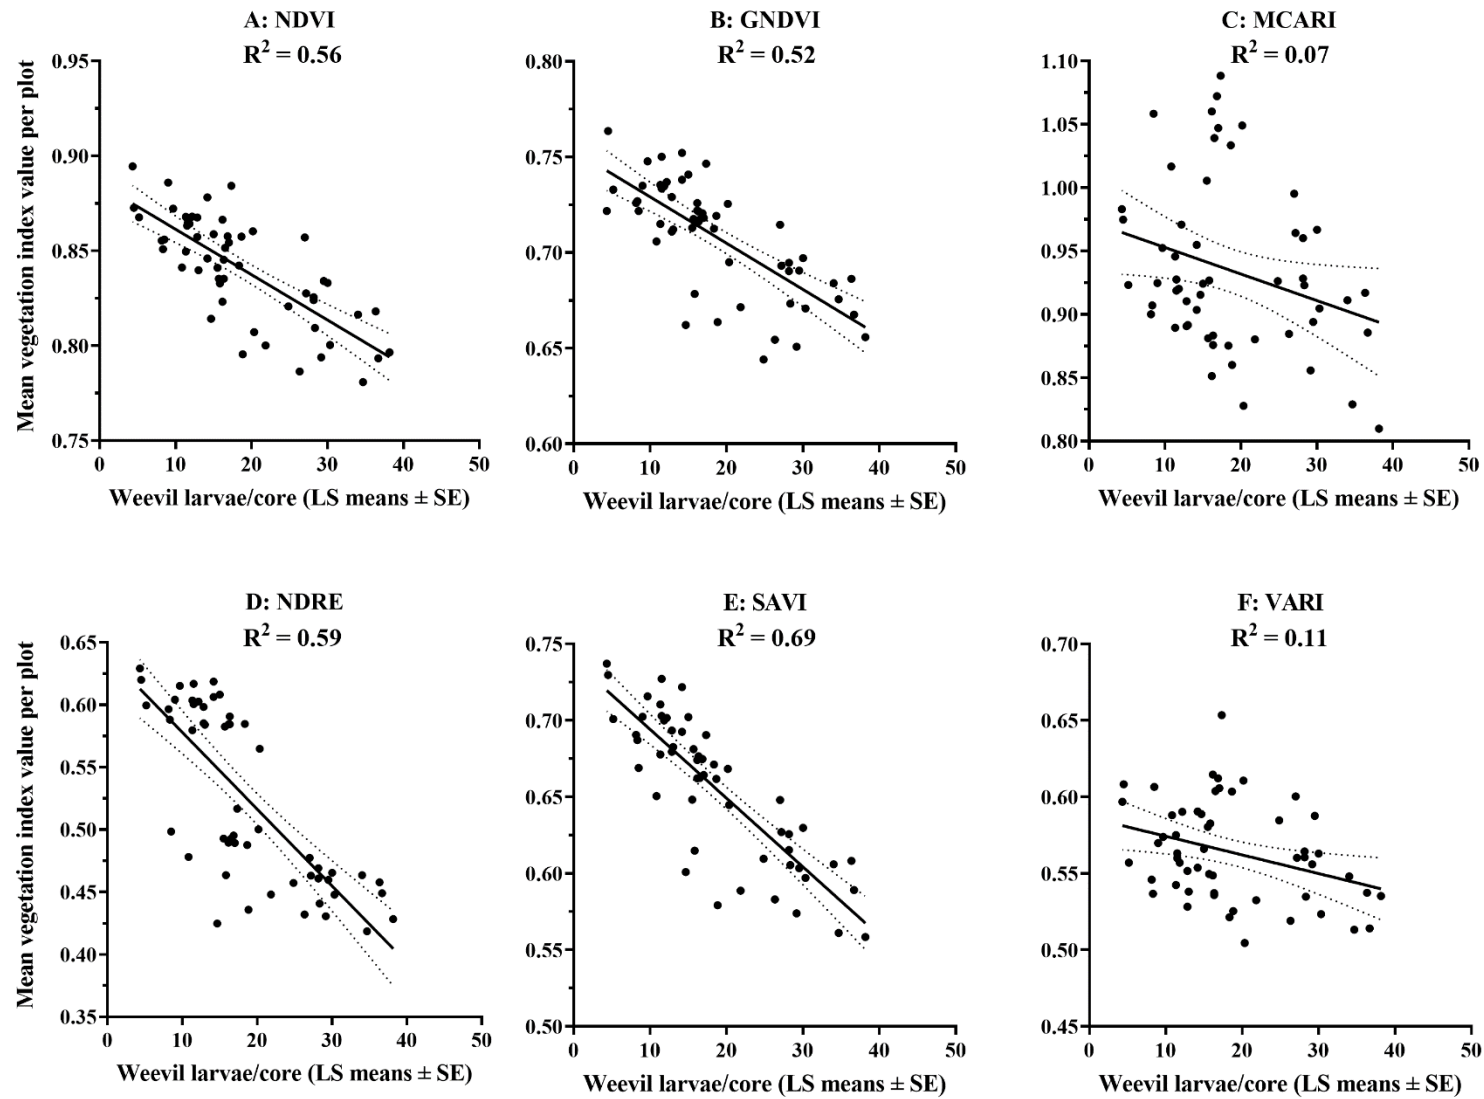 A: NDVI
R² = 0.56
B: GNDVI
R² = 0.52
C: MCARI
R² = 0.07
Mean vegetation index value per plot
0.95
0.90
0.85
0.80
0.75
0 10 20 30 40 50
Weevil larvae/core (LS means ± SE)
0.80
0.75
0.70
0.65
0.60
0 10 20 30 40 50
Weevil larvae/core (LS means ± SE)
1.10
1.05
1.00
0.95
0.90
0.85
0.80
0 10 20 30 40 50
Weevil larvae/core (LS means ± SE)
D: NDRE
R² = 0.59
E: SAVI
R² = 0.69
F: VARI
R² = 0.11
Mean vegetation index value per plot
0.65
0.60
0.55
0.50
0.45
0.40
0.35
0 10 20 30 40 50
Weevil larvae/core (LS means ± SE)
0.75
0.70
0.65
0.60
0.55
0.50
0 10 20 30 40 50
Weevil larvae/core (LS means ± SE)
0.70
0.65
0.60
0.55
0.50
0.45
0 10 20 30 40 50
Weevil larvae/core (LS means ± SE)